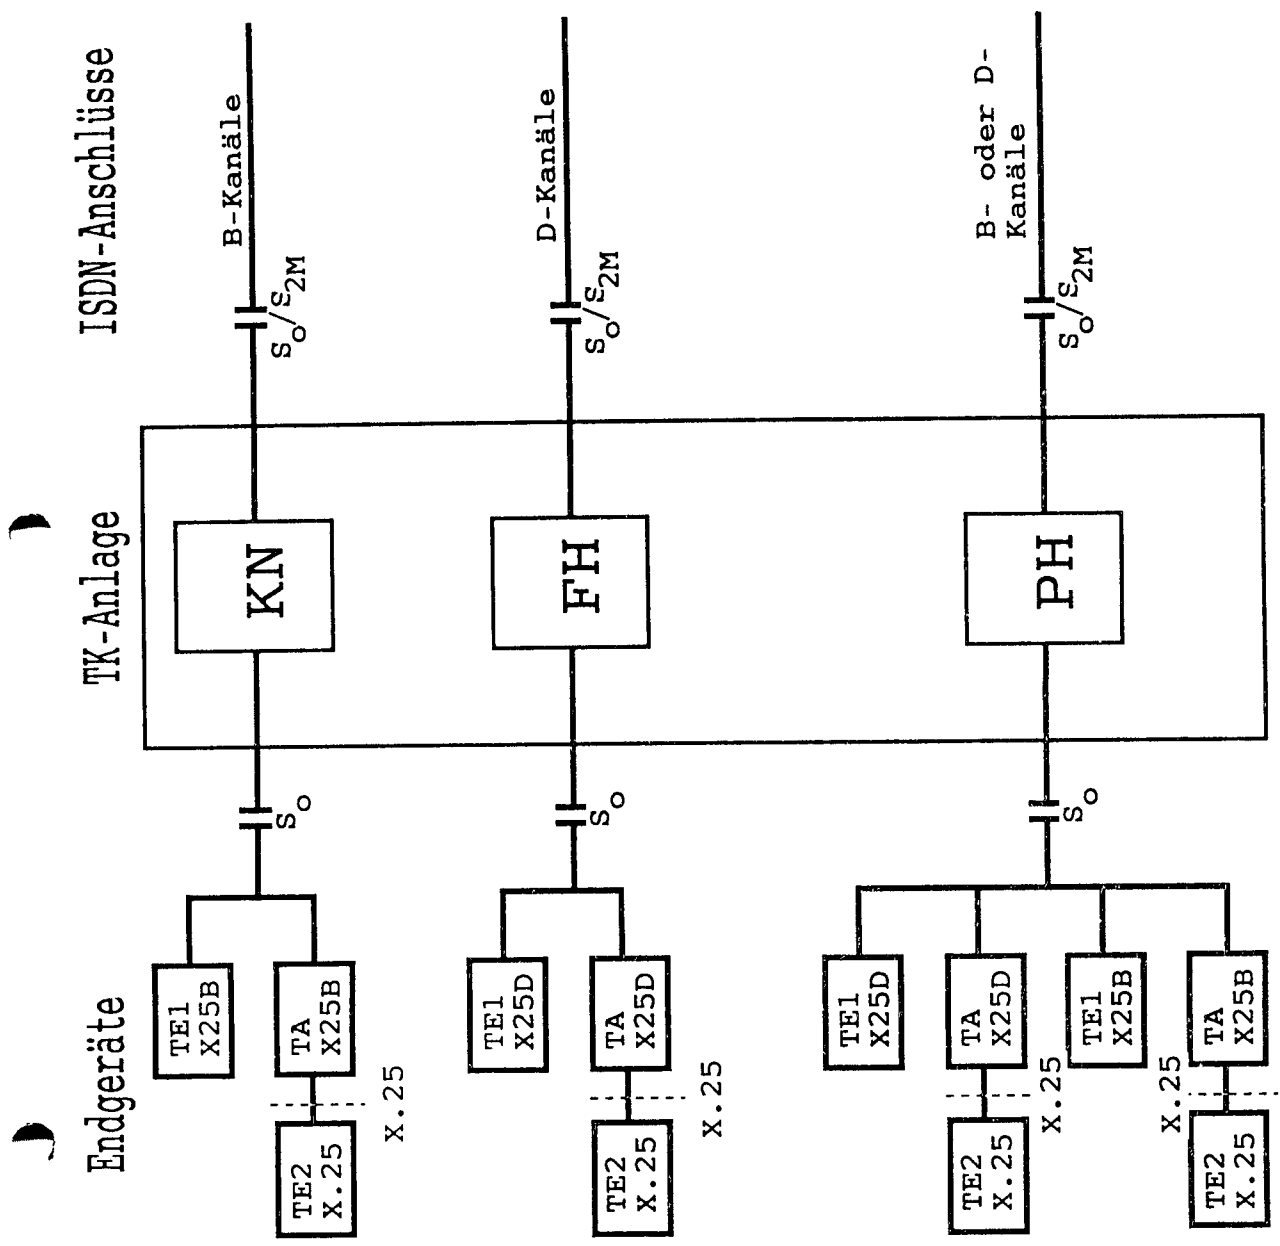 Endgeräte
TK-Anlage
ISDN-Anschlüsse
TE1
X25B
TE2
X.25
TA
X25B
X.25
S0
KN
S0/S2M
B-Kanäle
TE1
X25D
TE2
X.25
TA
X25D
X.25
S0
FH
S0/S2M
D-Kanäle
TE1
X25D
TE2
X.25
TA
X25D
X.25
TE1
X25B
X.25
TE2
X.25
TA
X25B
S0
PH
S0/S2M
B- oder D-
Kanäle